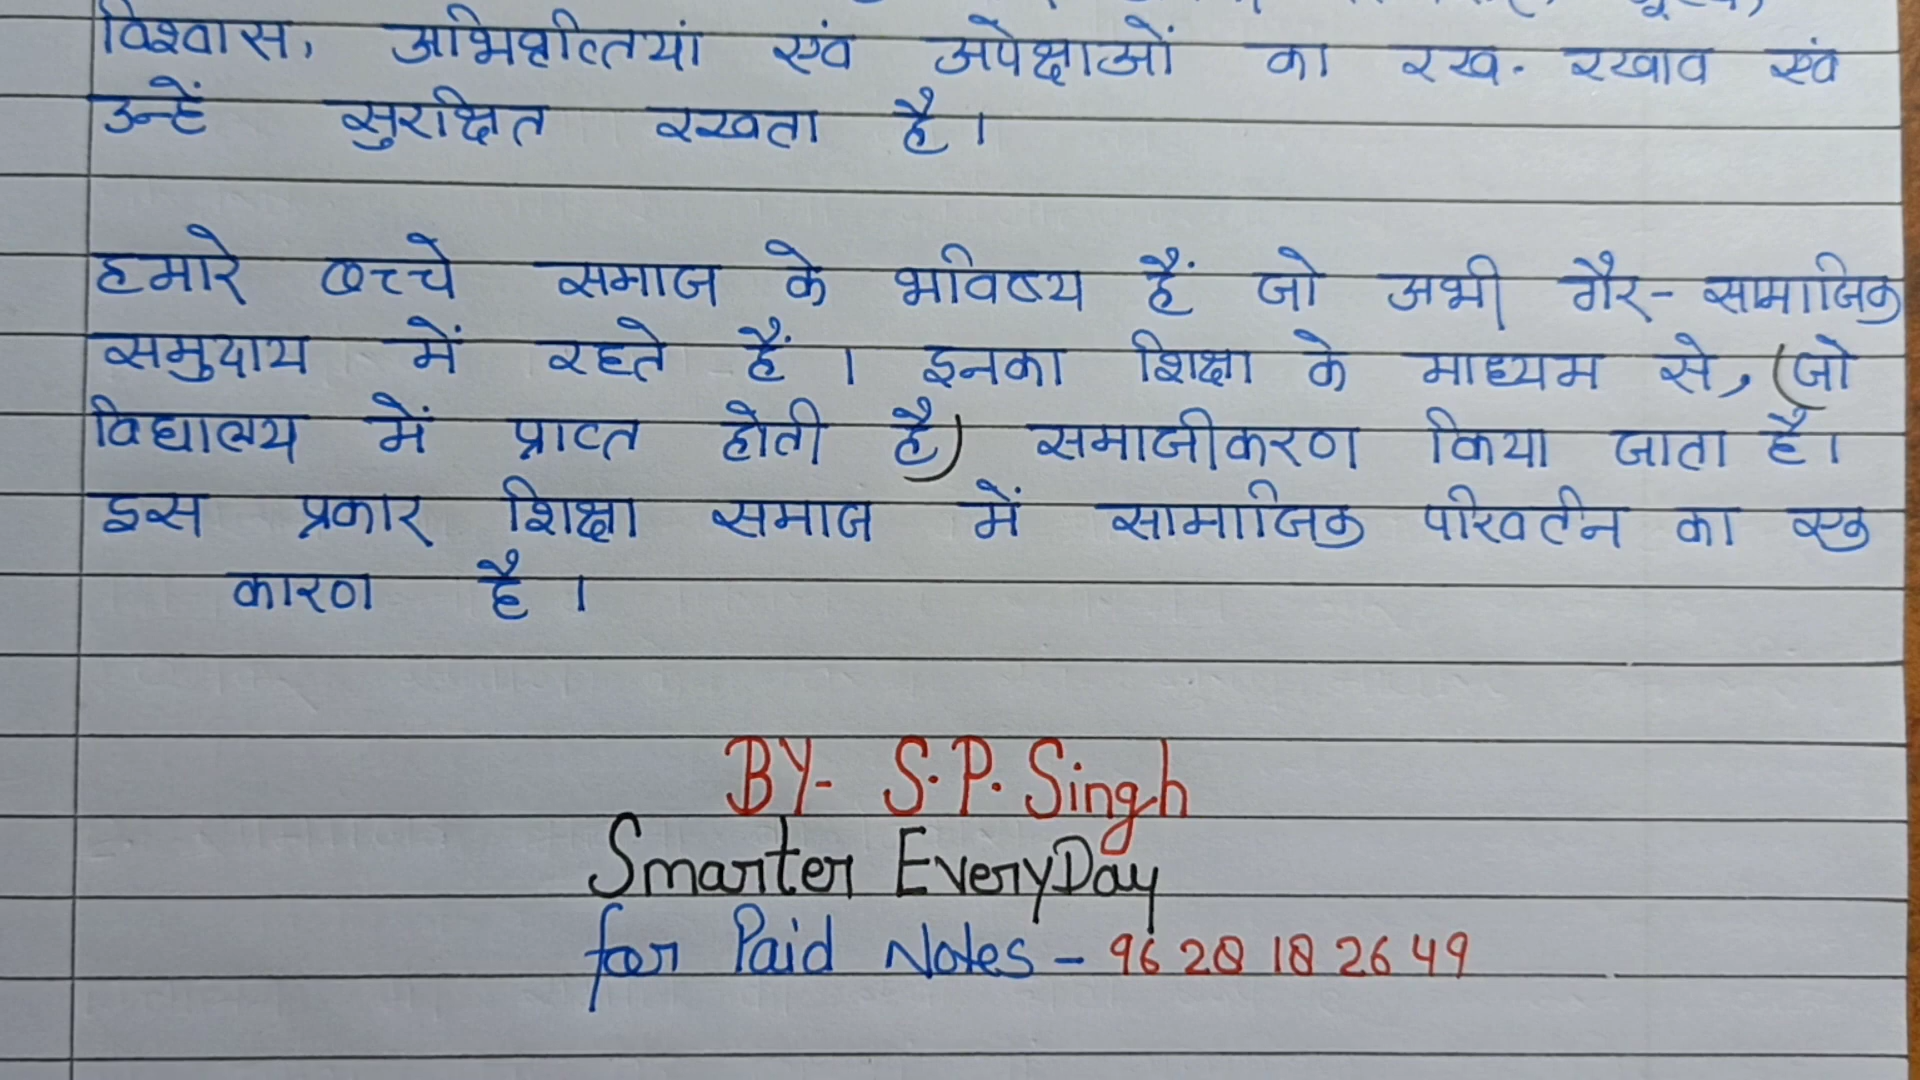 विश्वास, अभिवृत्तियां एवं अपेक्षाओं का रख-रखाव एवं
उन्हें सुरक्षित रखता है।
हमारे बच्चे समाज के भविष्य हैं जो अभी गैर-सामाजिक
समुदाय में रहते हैं। इनका शिक्षा के माध्यम से, (जो
विद्यालय में प्राप्त होती है) समाजीकरण किया जाता है।
इस प्रकार शिक्षा समाज में सामाजिक परिवर्तन का एक
कारण है।
BY- S.P. Singh
Smarter EveryDay
for Paid Notes - 9628182649